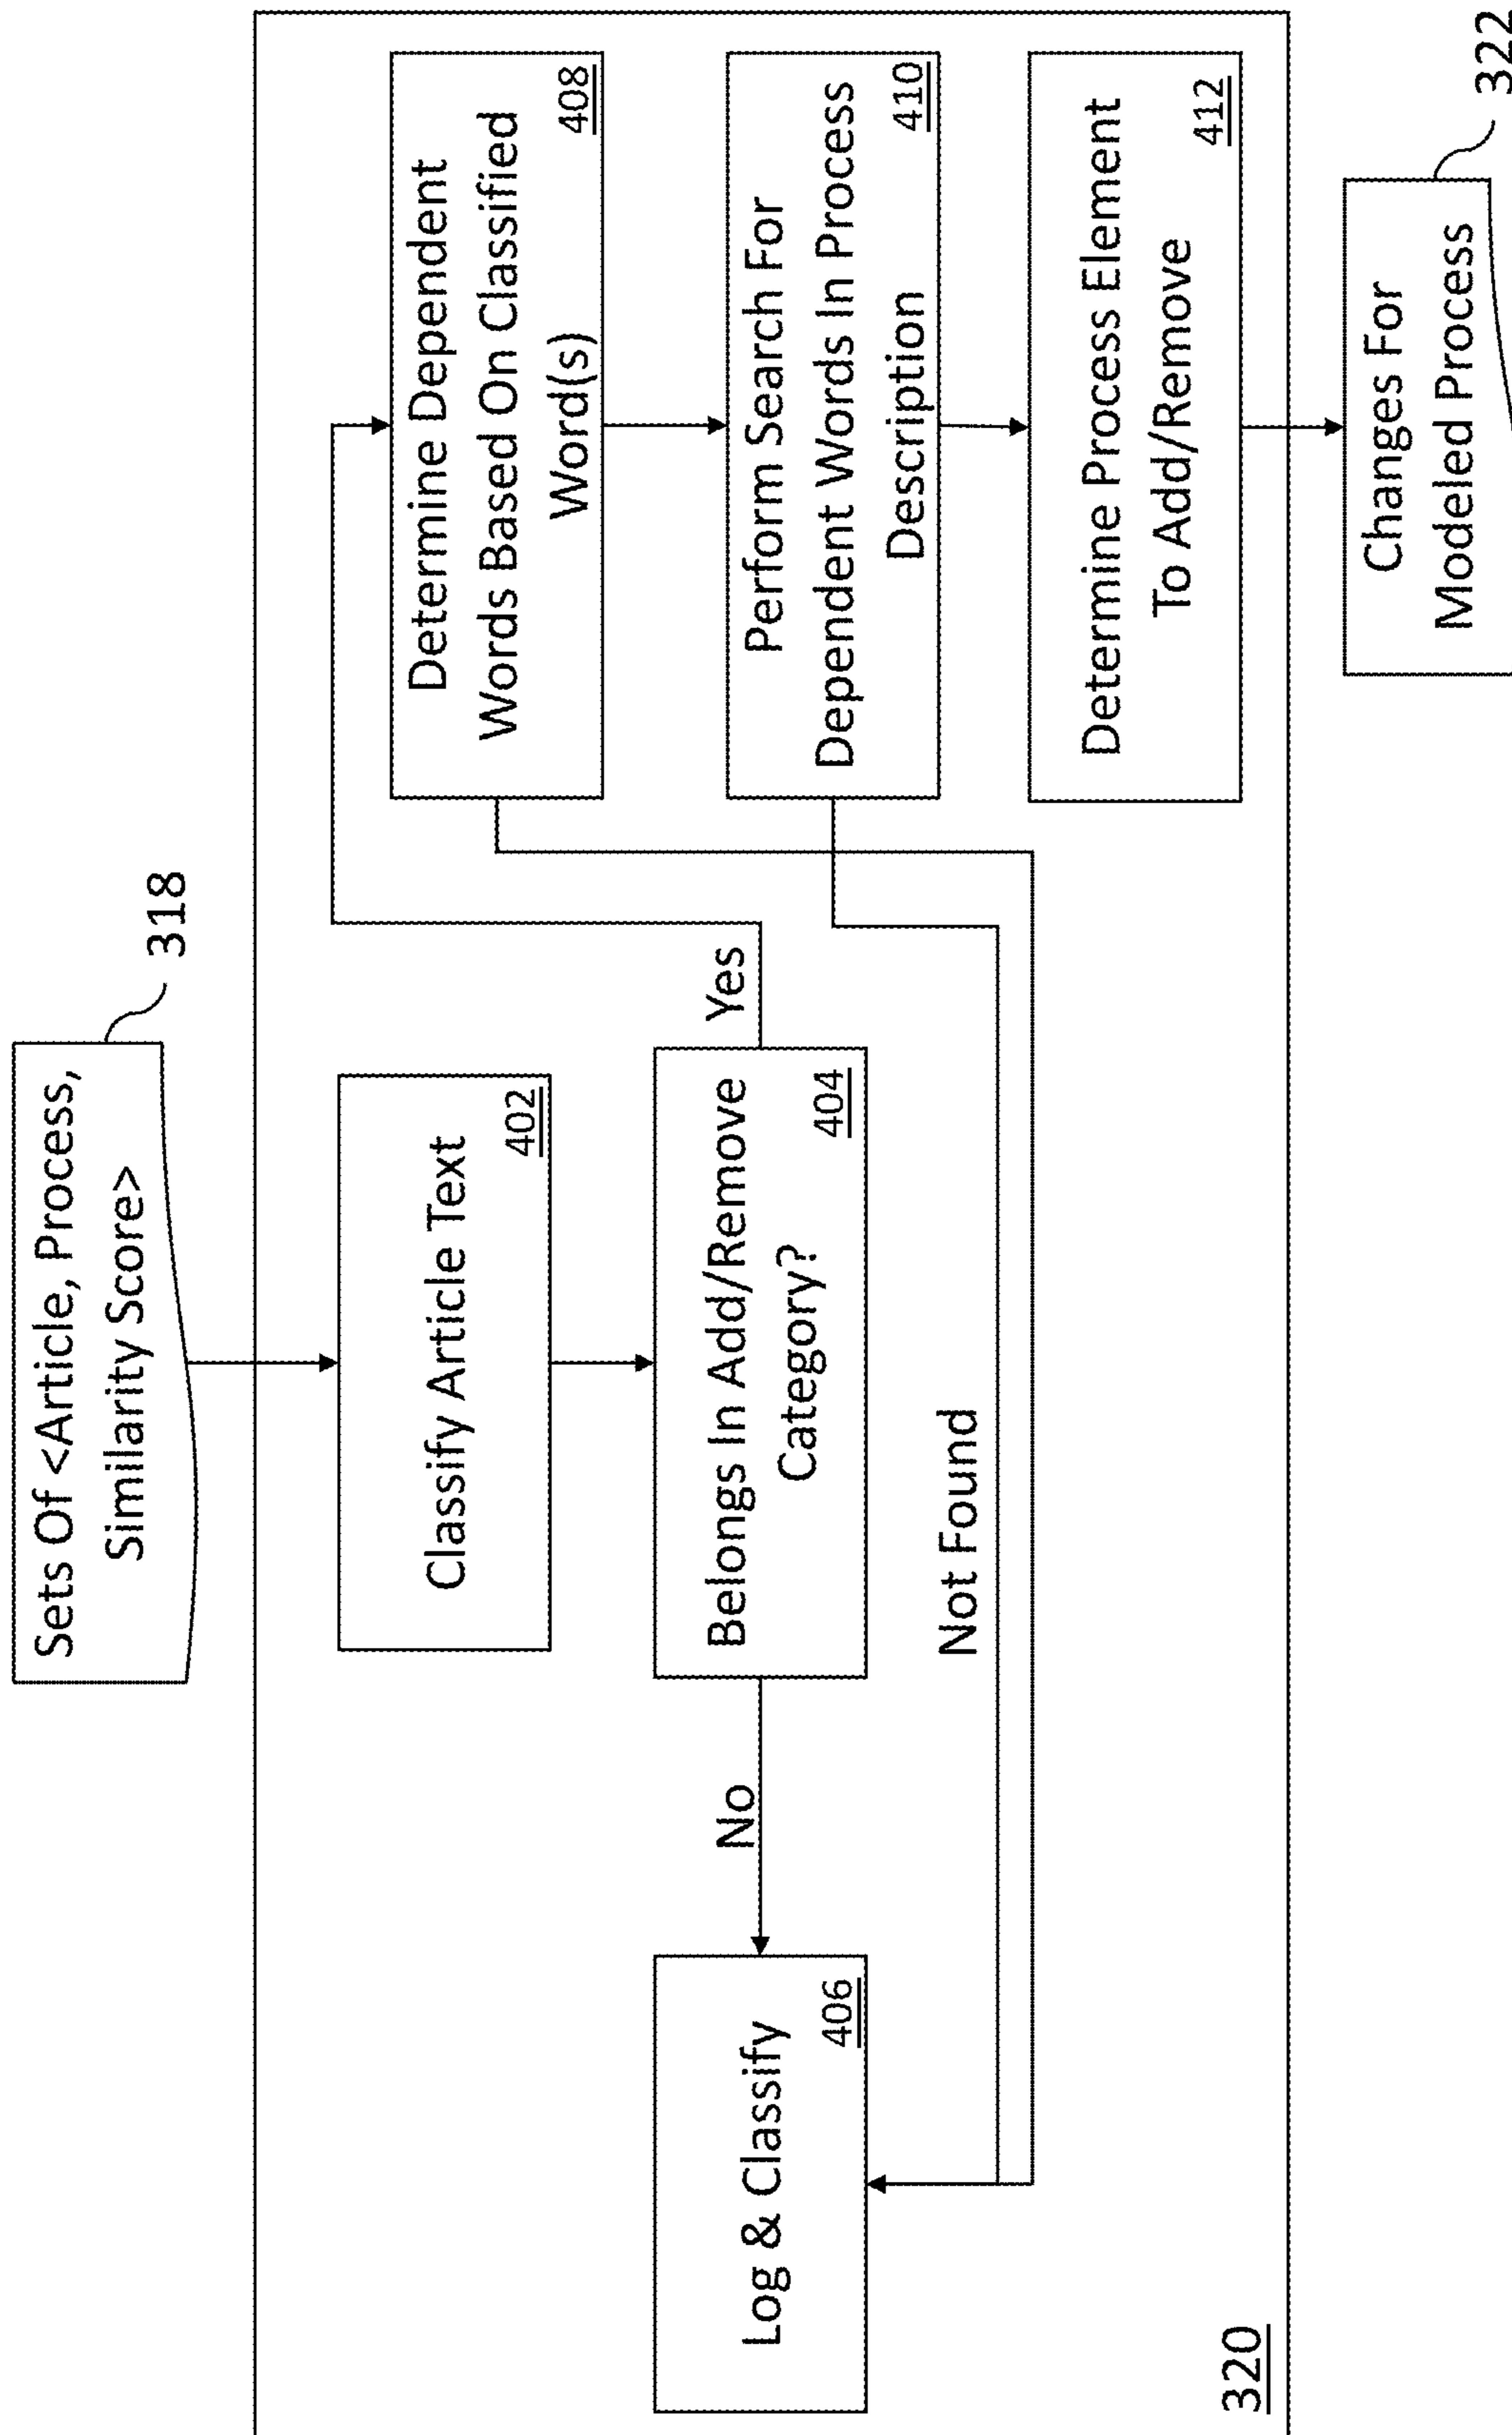 Sets Of <Article, Process,
Similarity Score>
318
Classify Article Text
402
Belongs In Add/Remove
Category?
404
No
Yes
Log & Classify
406
Determine Dependent
Words Based On Classified
Word(s)
408
Perform Search For
Dependent Words In Process
Description
410
Not Found
Determine Process Element
To Add/Remove
412
320
Changes For
Modeled Process
322